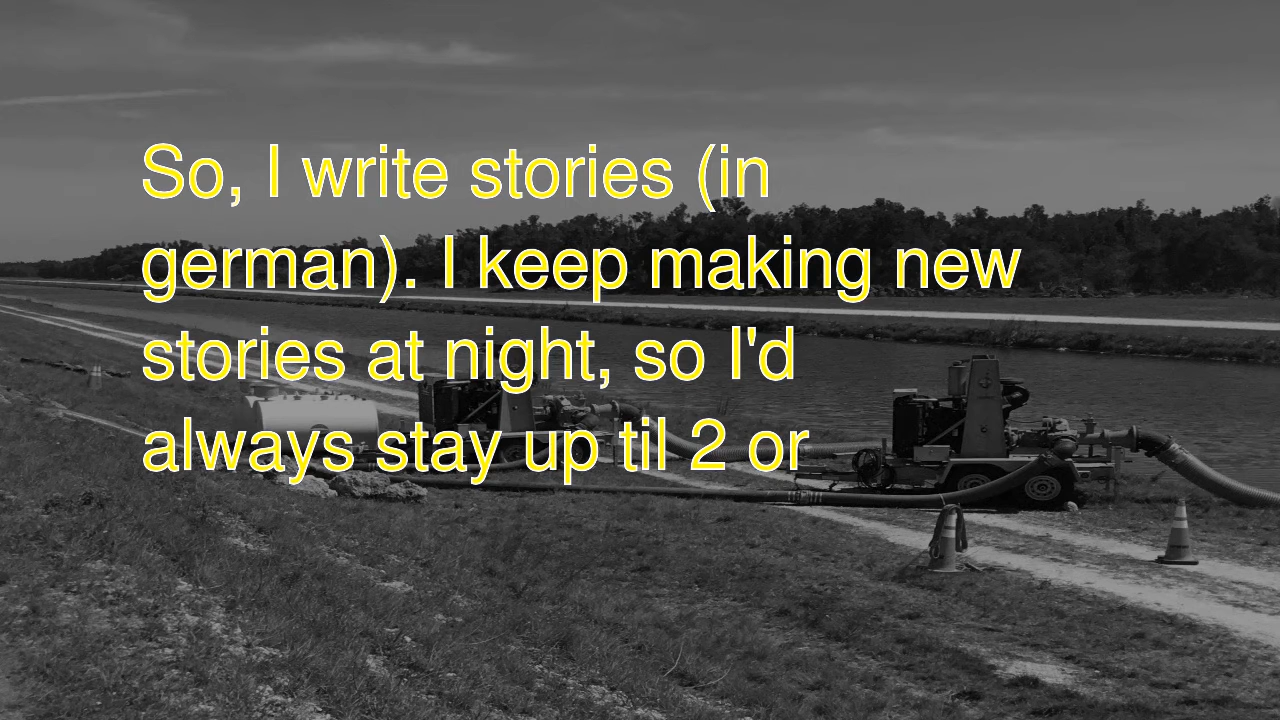 So, I write stories (in
german). I keep making new
stories at night, so I'd
always stay up til 2 or